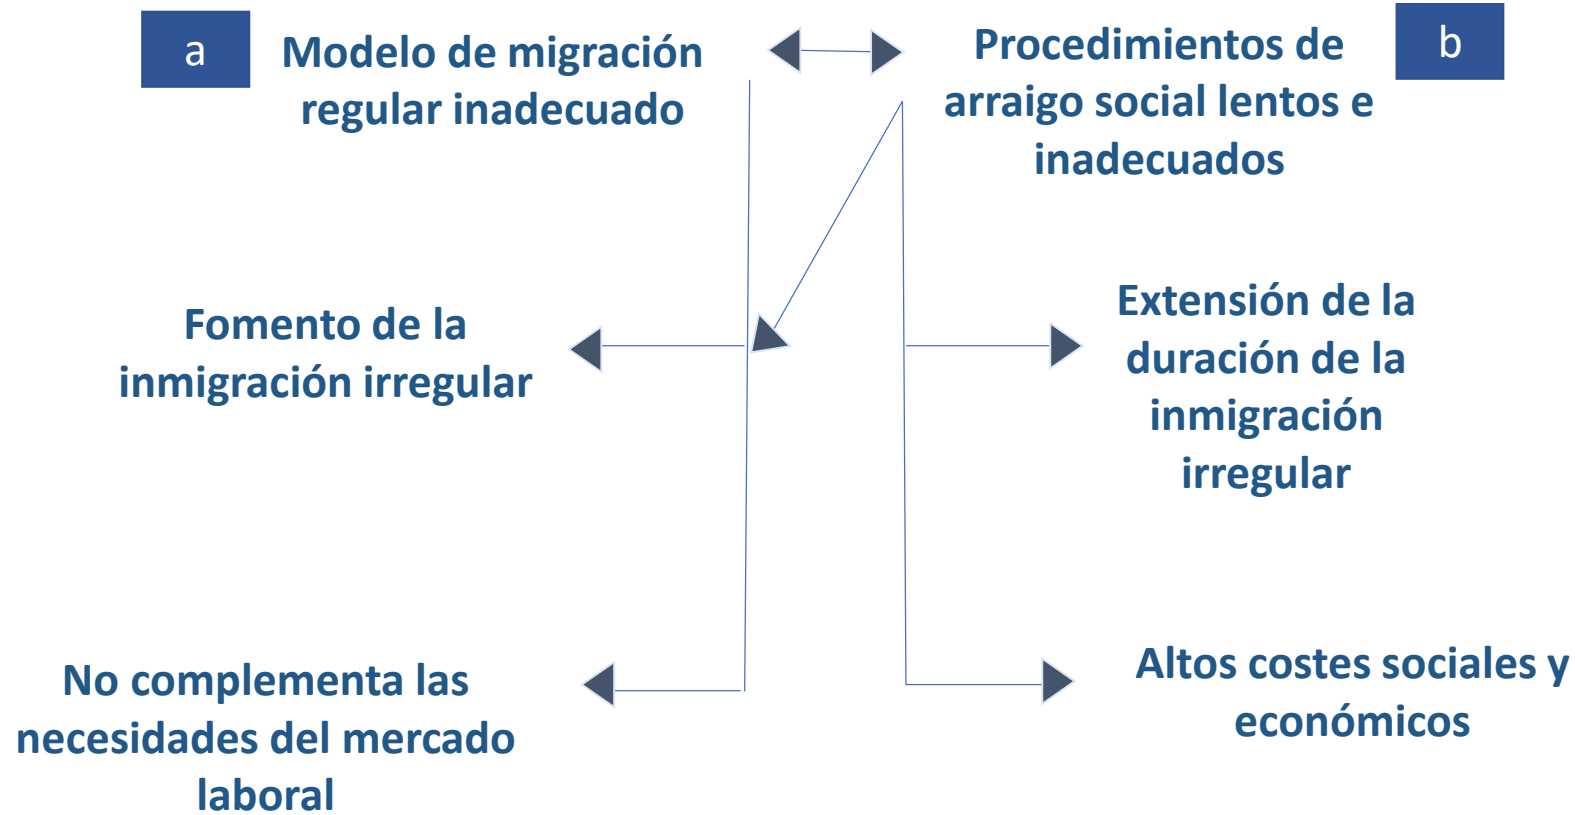 a
Modelo de migración
regular inadecuado
Procedimientos de
arraigo social lentos e
inadecuados
b
Fomento de la
inmigración irregular
Extensión de la
duración de la
inmigración
irregular
No complementa las
necesidades del mercado
laboral
Altos costes sociales y
económicos